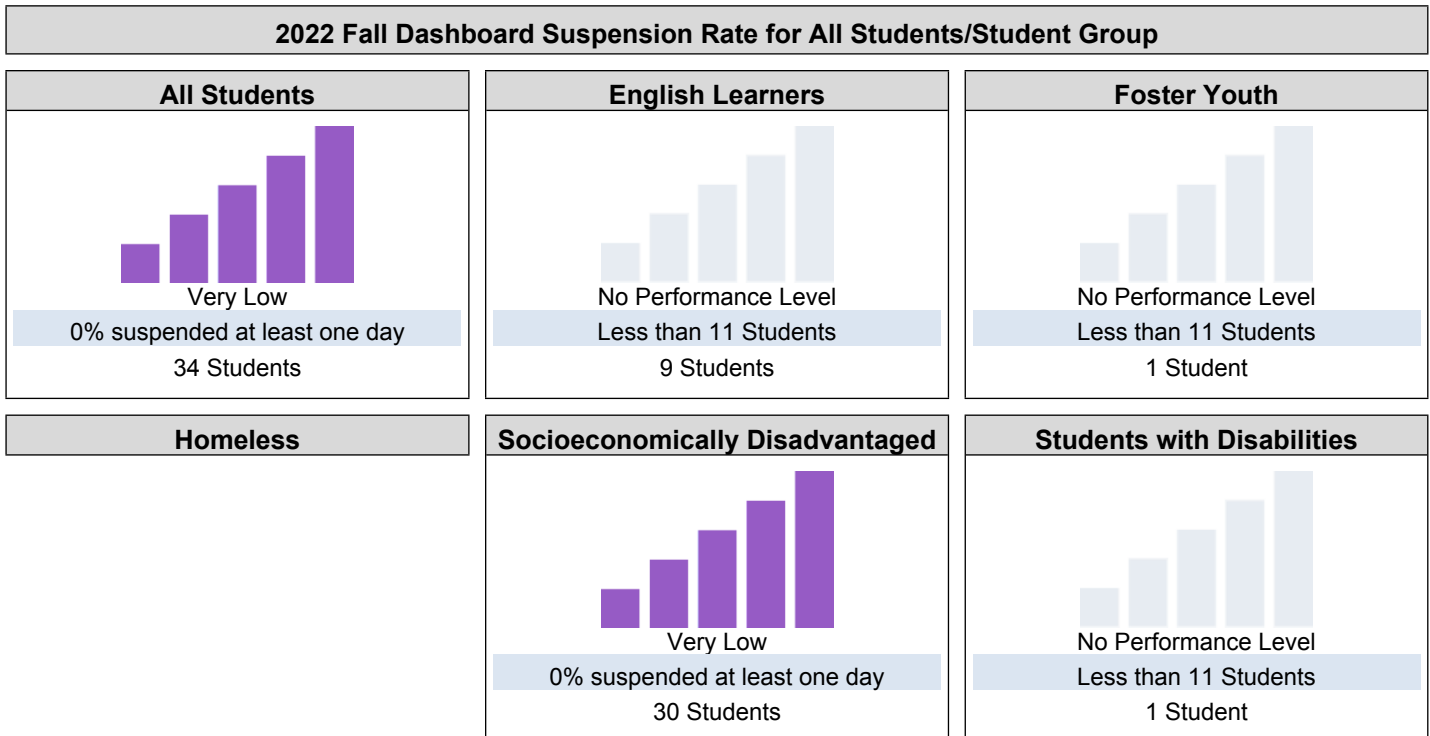 2022 Fall Dashboard Suspension Rate for All Students/Student Group
All Students
Very Low
0% suspended at least one day
34 Students
English Learners
No Performance Level
Less than 11 Students
9 Students
Foster Youth
No Performance Level
Less than 11 Students
1 Student
Homeless
Socioeconomically Disadvantaged
Very Low
0% suspended at least one day
30 Students
Students with Disabilities
No Performance Level
Less than 11 Students
1 Student